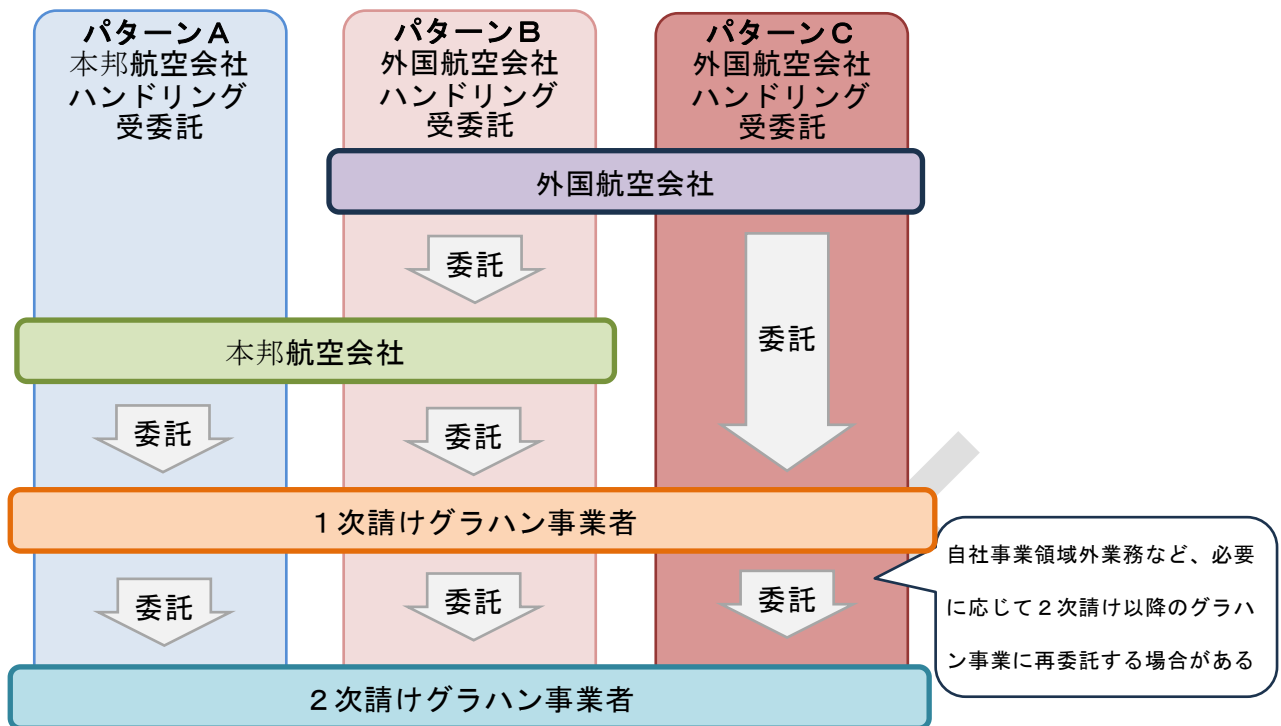 パターンA
本邦航空会社
ハンドリング
受委託
パターンB
外国航空会社
ハンドリング
受委託
パターンC
外国航空会社
ハンドリング
受委託
外国航空会社
委託
委託
本邦航空会社
委託
委託
1次請けグラハン事業者
委託
委託
委託
自社事業領域外業務など、必要
に応じて2次請け以降のグラハ
ン事業に再委託する場合がある
2次請けグラハン事業者